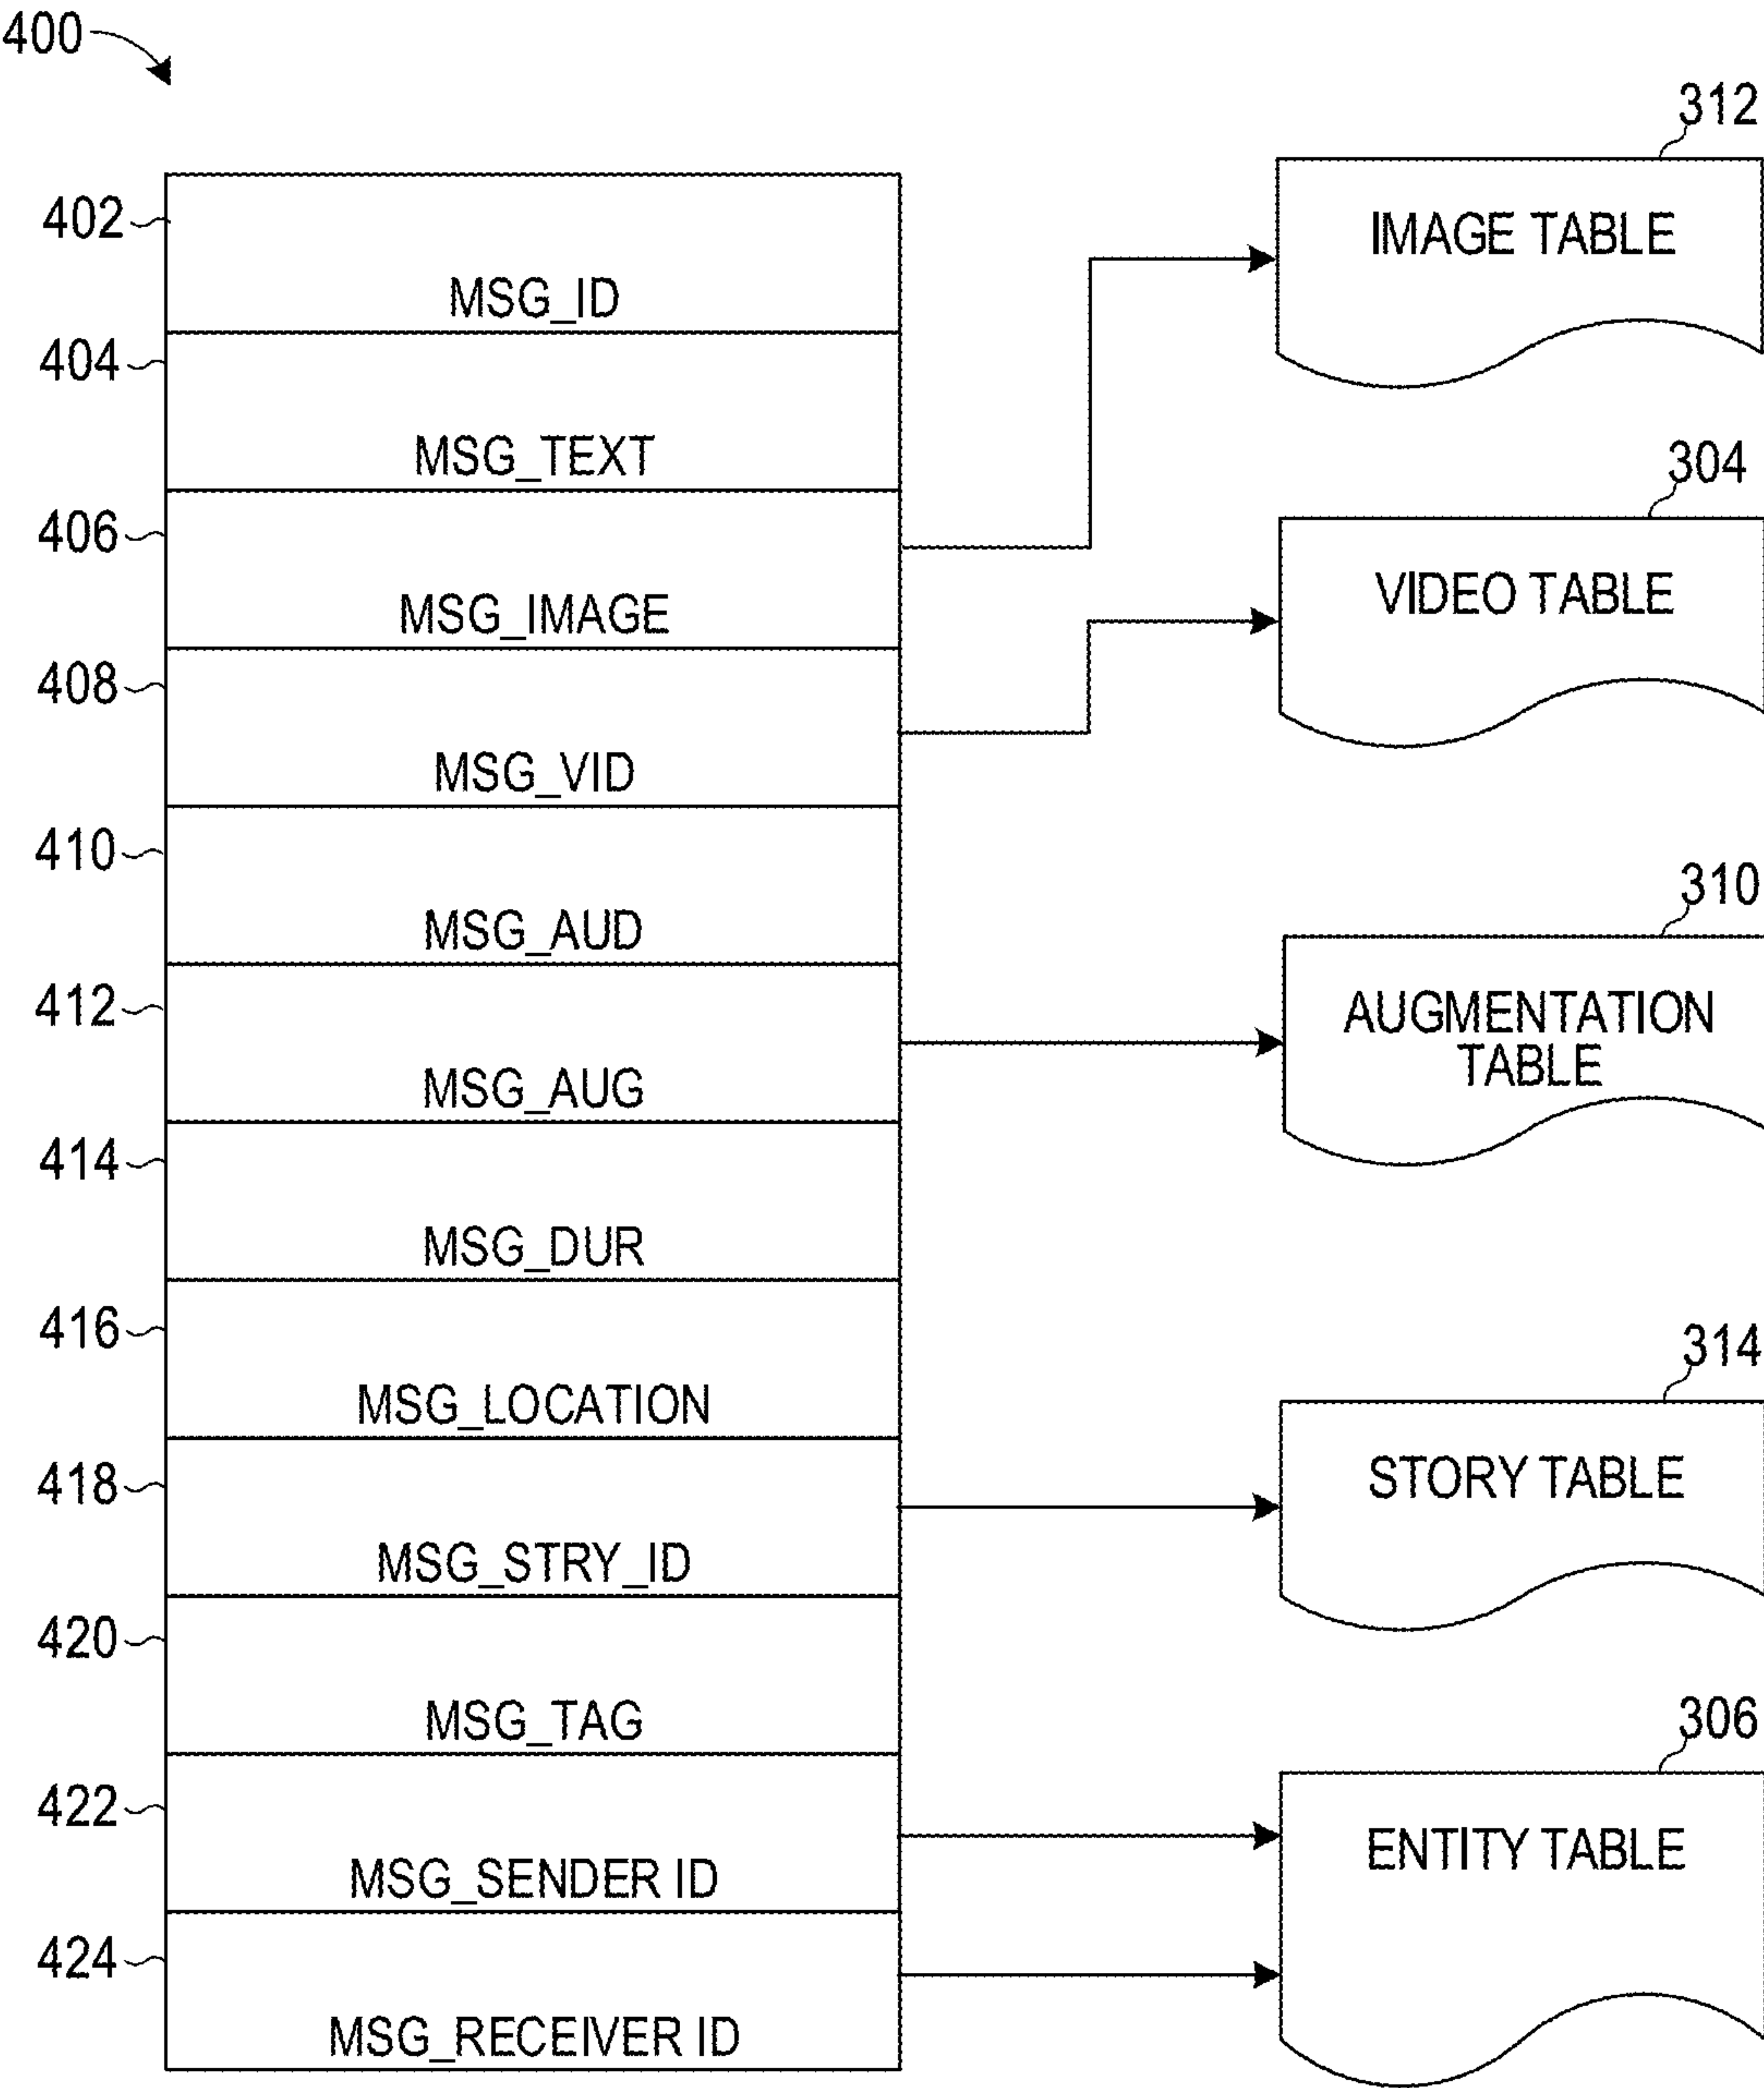 400
402
MSG_ID
404
MSG_TEXT
406
MSG_IMAGE
408
MSG_VID
410
MSG_AUD
412
MSG_AUG
414
MSG_DUR
416
MSG_LOCATION
418
MSG_STRY_ID
420
MSG_TAG
422
MSG_SENDER ID
424
MSG_RECEIVER ID
312
IMAGE TABLE
304
VIDEO TABLE
310
AUGMENTATION
TABLE
314
STORY TABLE
306
ENTITY TABLE